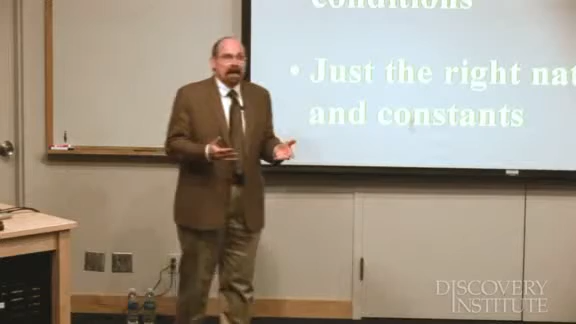 conditions
• Just the right nat
and constants
DISCOVERY
INSTITUTE